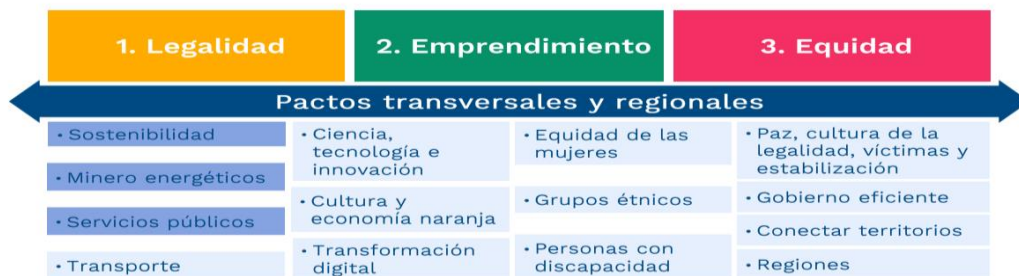 1. Legalidad
2. Emprendimiento
3. Equidad
Pactos transversales y regionales
• Sostenibilidad
• Minero energéticos
• Servicios públicos
• Transporte
• Ciencia,
tecnología e
innovación
• Cultura y
economía naranja
• Transformación
digital
• Equidad de las
mujeres
• Grupos étnicos
• Personas con
discapacidad
• Paz, cultura de la
legalidad, víctimas y
estabilización
• Gobierno eficiente
• Conectar territorios
• Regiones